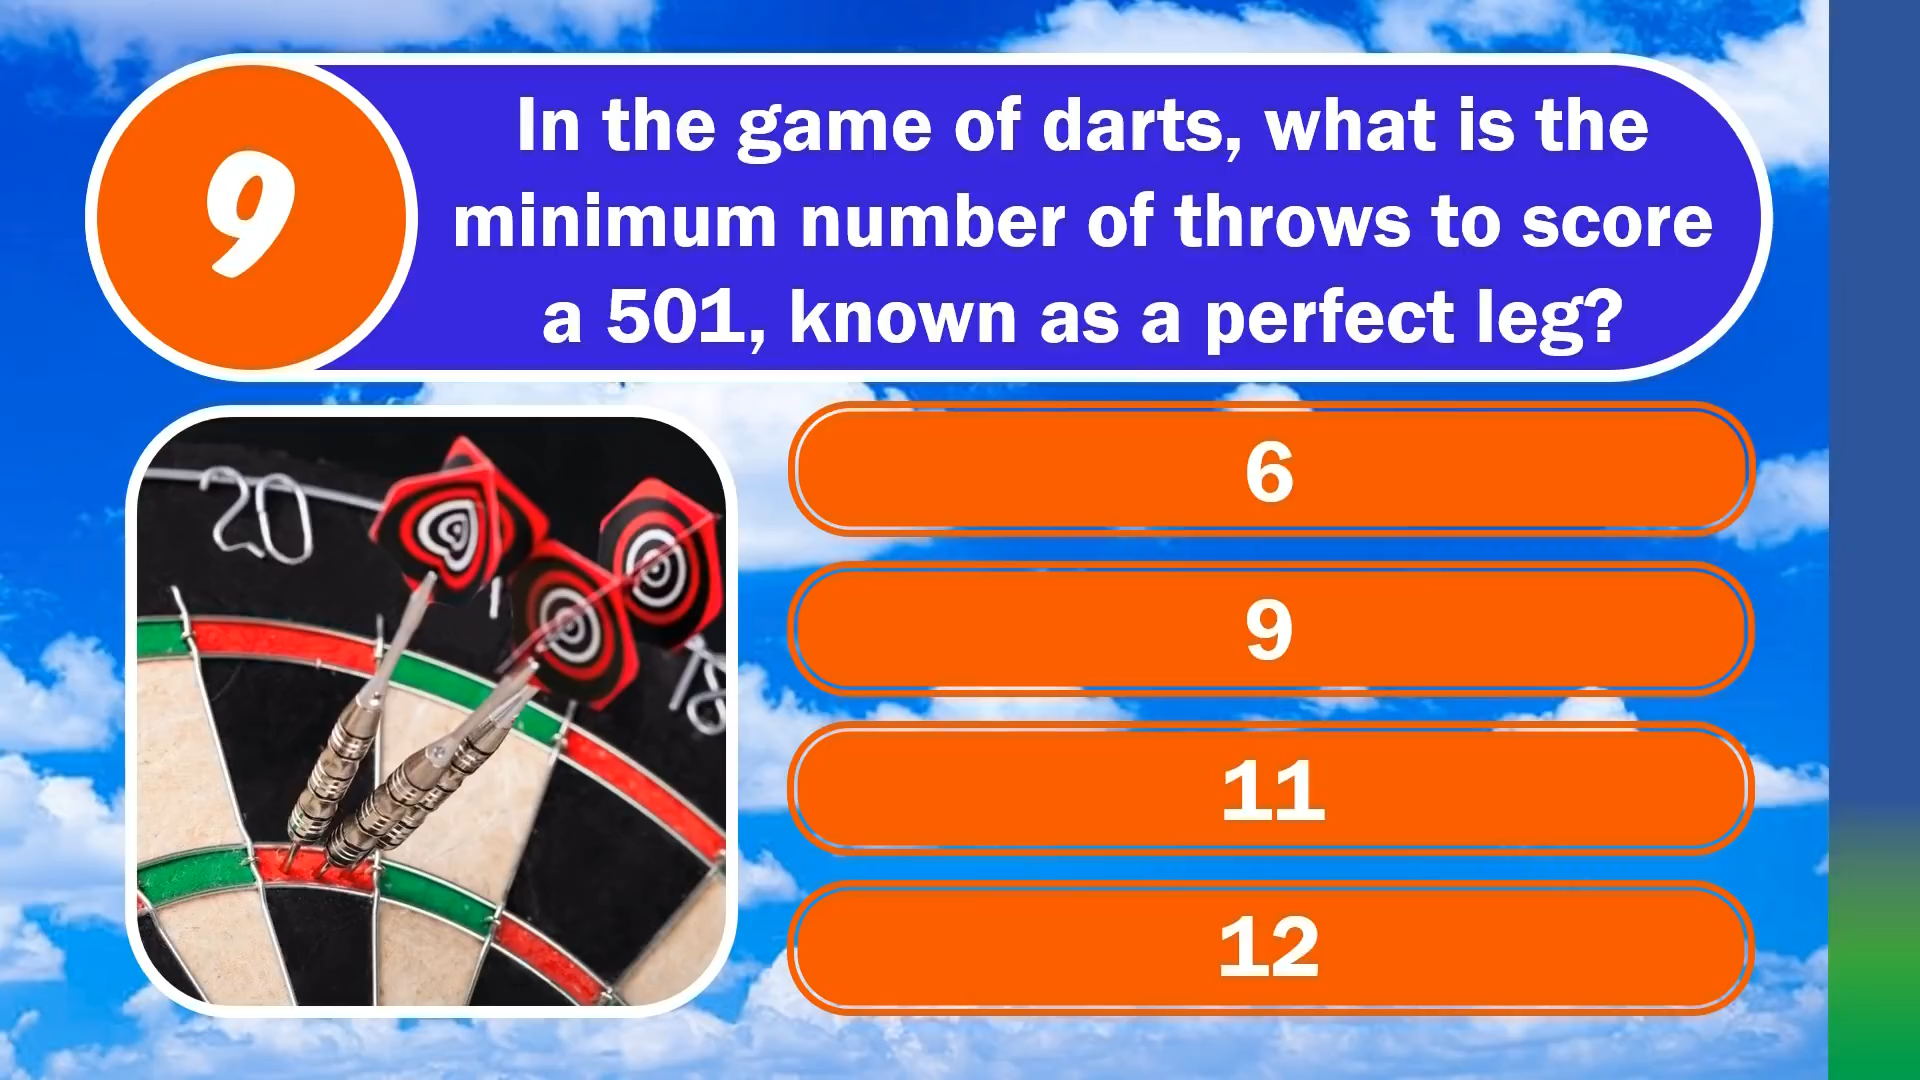 9
In the game of darts, what is the
minimum number of throws to score
a 501, known as a perfect leg?
20
1
18
6
9
11
12